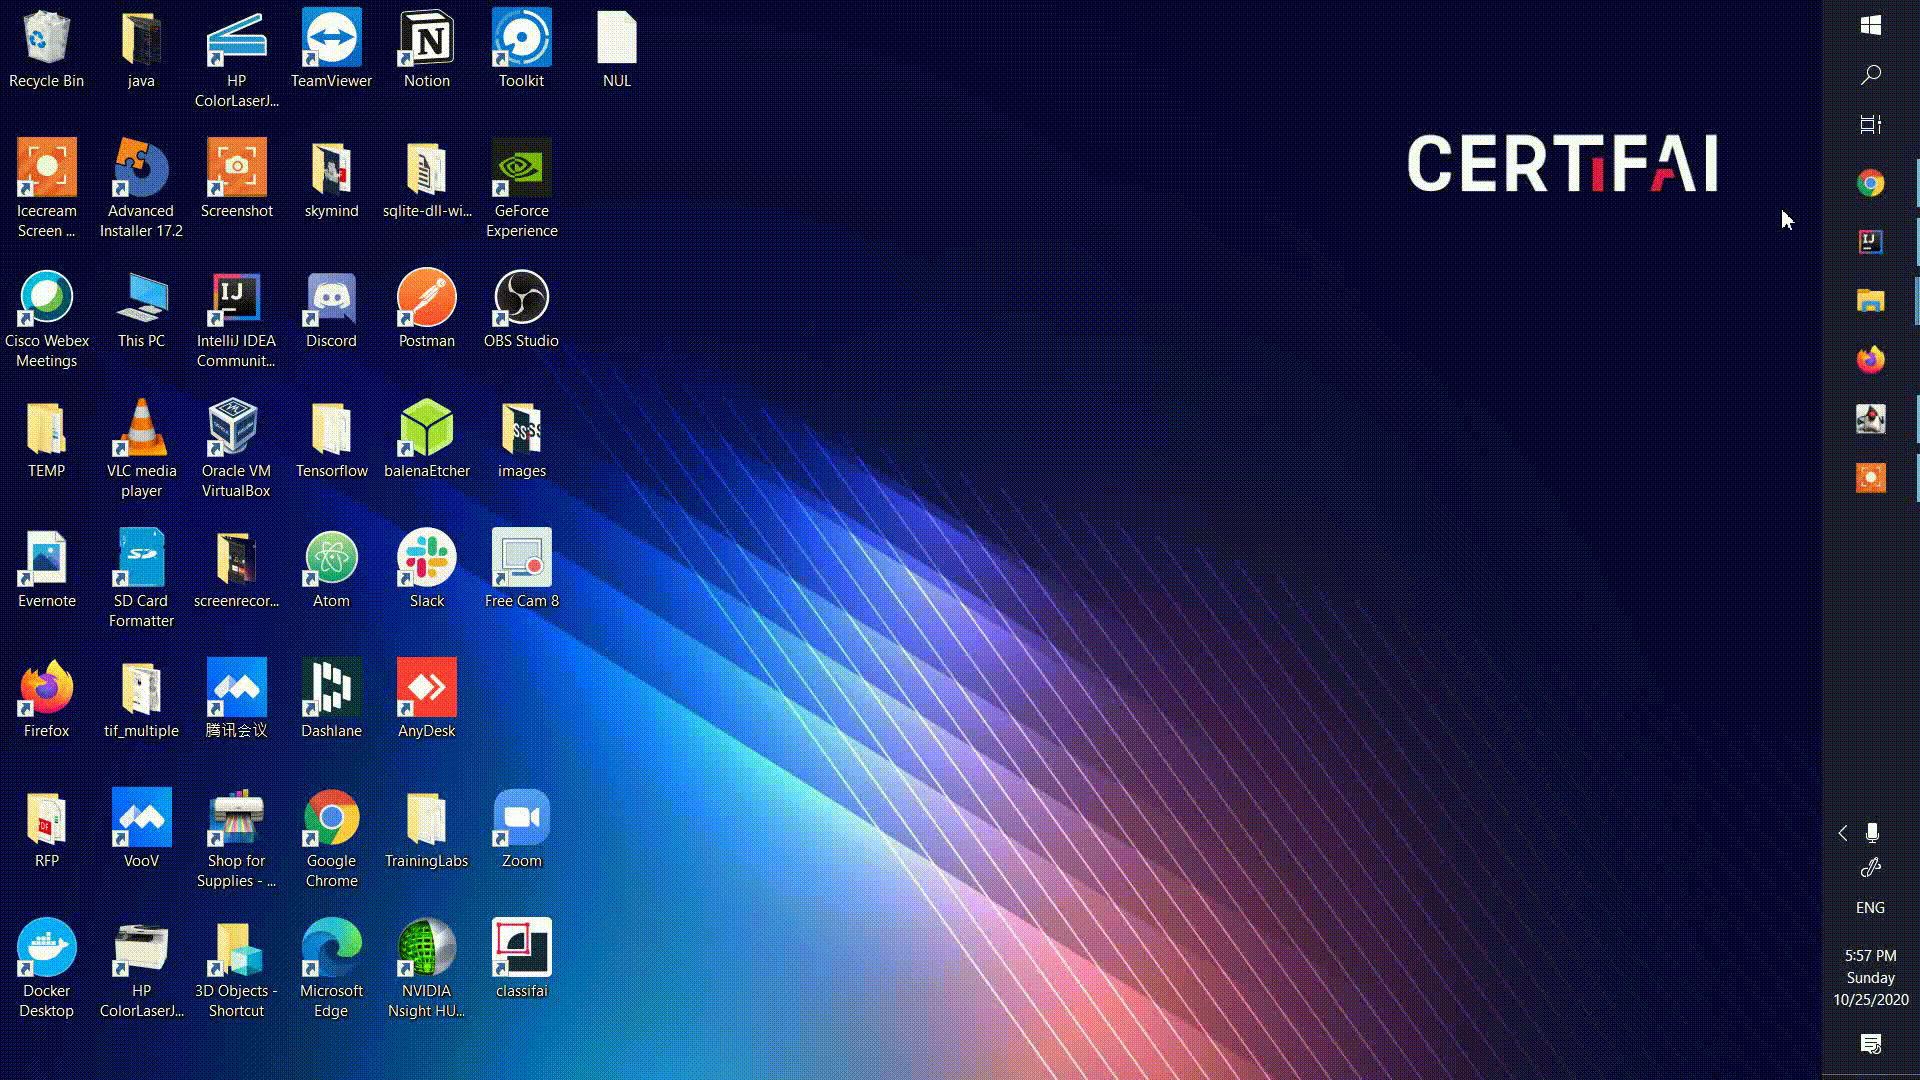 Recycle Bin
java
HP
ColorLaserJ...
TeamViewer
Notion
Toolkit
NUL
CERTIFAI
Icecream
Screen ...
Advanced
Installer 17.2
Screenshot
skymind
sqlite-dll-wi...
GeForce
Experience
Cisco Webex
Meetings
This PC
IntelliJ IDEA
Communit...
Discord
Postman
OBS Studio
TEMP
VLC media
player
Oracle VM
VirtualBox
Tensorflow
balenaEtcher
images
Evernote
SD Card
Formatter
screenrecor...
Atom
Slack
Free Cam 8
Firefox
tif_multiple
腾讯会议
Dashlane
AnyDesk
RFP
VooV
Shop for
Supplies - ...
Google
Chrome
TrainingLabs
Zoom
Docker
Desktop
HP
ColorLaserJ...
3D Objects -
Shortcut
Microsoft
Edge
NVIDIA
Nsight HU...
classifai
ENG
5:57 PM
Sunday
10/25/2020